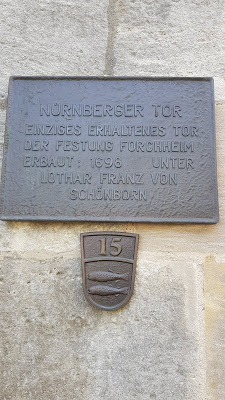 NÜRNBERGER TOR
EINZIGES ERHALTENES TOR
DER FESTUNG FORCHHEIM
ERBAUT: 1698 UNTER
LOTHAR FRANZ VON
SCHÖNBORN
15